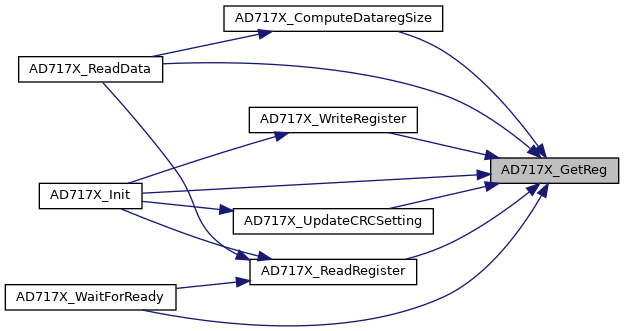 AD717X_ComputeDataregSize
AD717X_ReadData
AD717X_WriteRegister
AD717X_GetReg
AD717X_Init
AD717X_UpdateCRCSetting
AD717X_ReadRegister
AD717X_WaitForReady